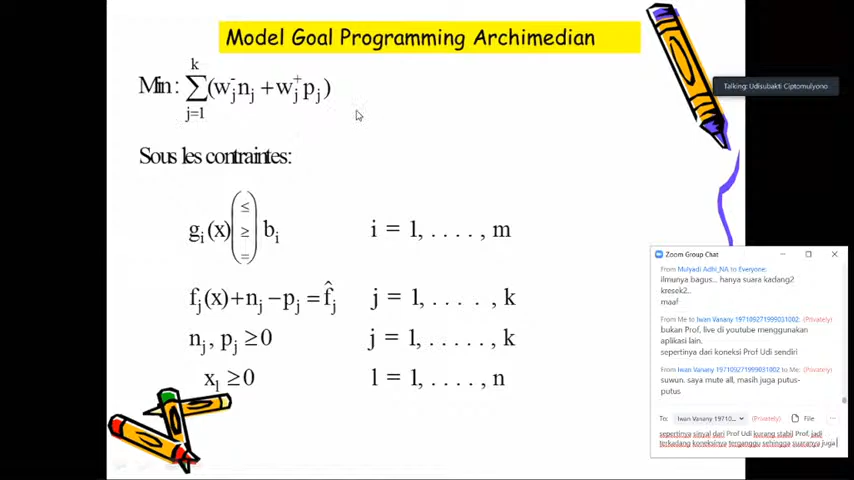 Model Goal Programming Archimedian
Min : ∑ (w⁻ⱼnⱼ + w⁺ⱼpⱼ)
k
j=1
Talking: Udisubakti Ciptomulyono
Sous les contraintes:
gᵢ(x) (≤ ≥ =) bᵢ i = 1, . . . . , m
fⱼ(x) + nⱼ − pⱼ = f̂ⱼ j = 1, . . . . , k
nⱼ, pⱼ ≥ 0 j = 1, . . . . . , k
xₗ ≥ 0 l = 1, . . . . , n
Zoom Group Chat
From Mulyadi Adhi_NA to Everyone:
ilmunya bagus... hanya suara kadang2
kresek2...
maaf
From Me to Iwan Vanany 197109271999031002: (Privately)
bukan Prof, live di youtube menggunakan
aplikasi lain,
sepertinya dari koneksi Prof Udi sendiri
From Iwan Vanany 197109271999031002 to Me: (Privately)
suwun. saya mute all, masih juga putus-
putus
To: Iwan Vanany 19710... (Privately) File
sepertinya sinyal dari Prof Udi kurang stabil Prof, jadi
terkadang koneksinya terganggu sehingga suaranya juga